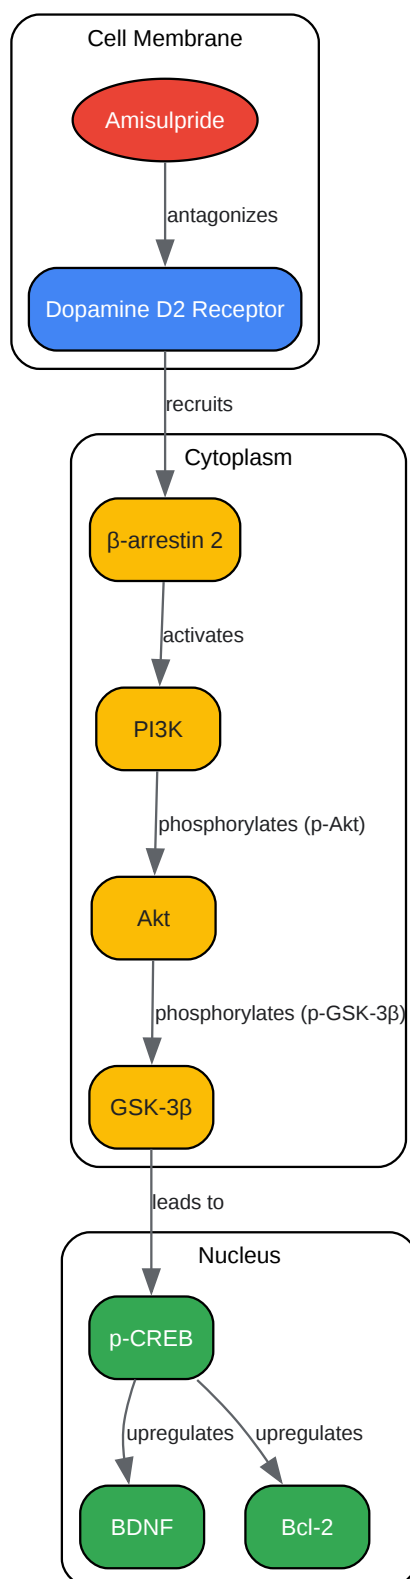 Cell Membrane
Amisulpride
antagonizes
Dopamine D2 Receptor
recruits
Cytoplasm
β-arrestin 2
activates
PI3K
phosphorylates (p-Akt)
Akt
phosphorylates (p-GSK-3β)
GSK-3β
leads to
Nucleus
p-CREB
upregulates
upregulates
BDNF
Bcl-2